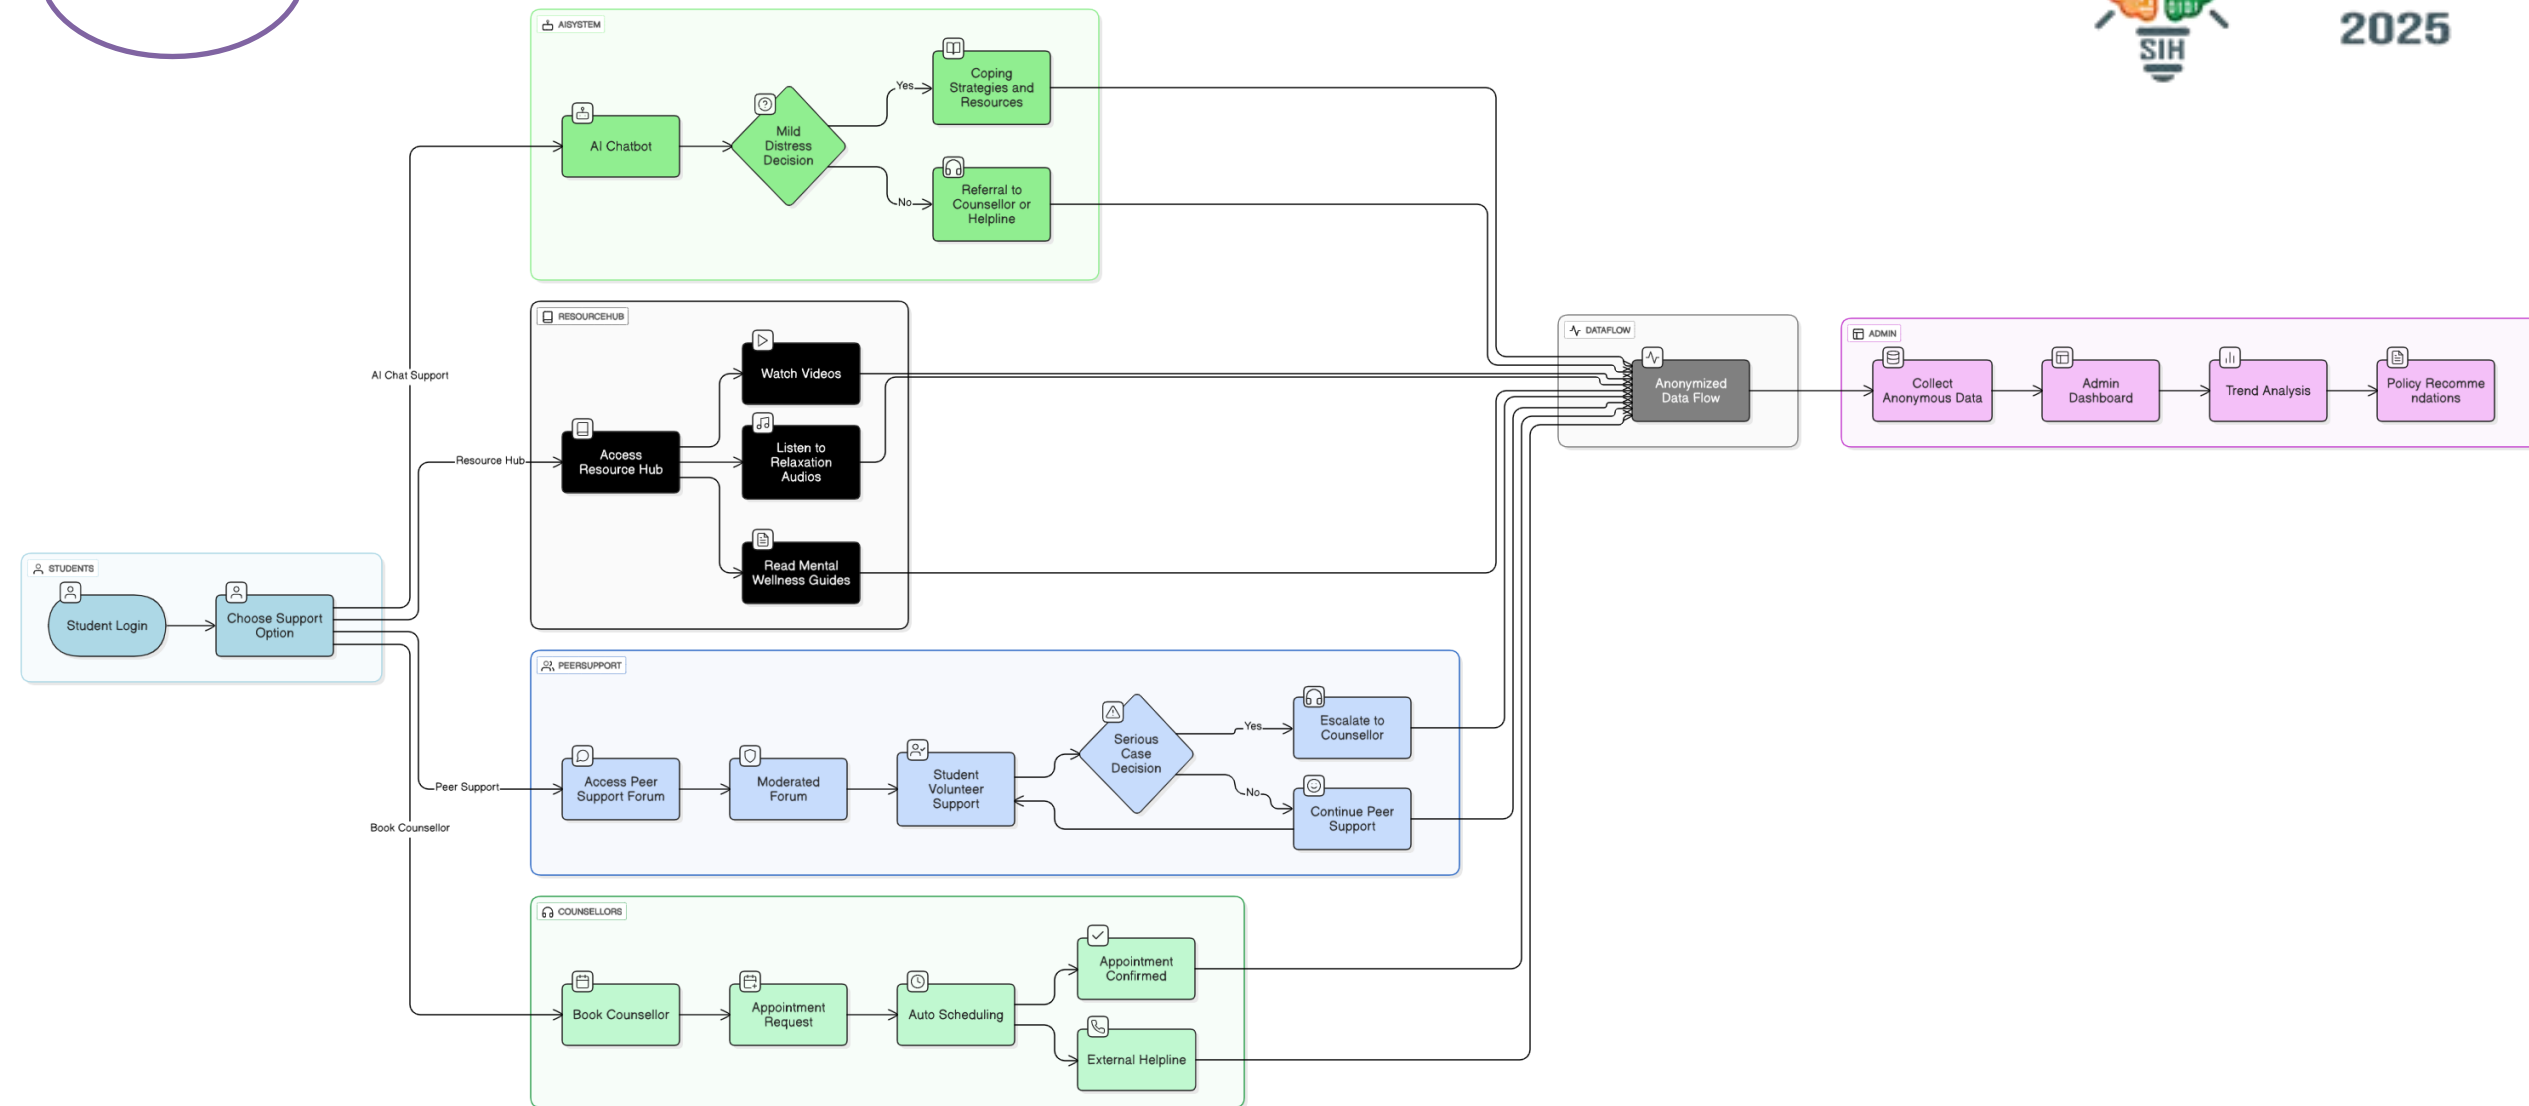 SIH
2025
AISYSTEM
AI Chatbot
Mild
Distress
Decision
Yes
No
Coping
Strategies and
Resources
Referral to
Counsellor or
Helpline
AI Chat Support
RESOURCEHUB
Resource Hub
Access
Resource Hub
Watch Videos
Listen to
Relaxation
Audios
Read Mental
Wellness Guides
DATAFLOW
Anonymized
Data Flow
ADMIN
Collect
Anonymous Data
Admin
Dashboard
Trend Analysis
Policy Recomme
ndations
STUDENTS
Student Login
Choose Support
Option
PEERSUPPORT
Peer Support
Access Peer
Support Forum
Moderated
Forum
Student
Volunteer
Support
Serious
Case
Decision
Yes
No
Escalate to
Counsellor
Continue Peer
Support
Book Counsellor
COUNSELLORS
Book Counsellor
Appointment
Request
Auto Scheduling
Appointment
Confirmed
External Helpline